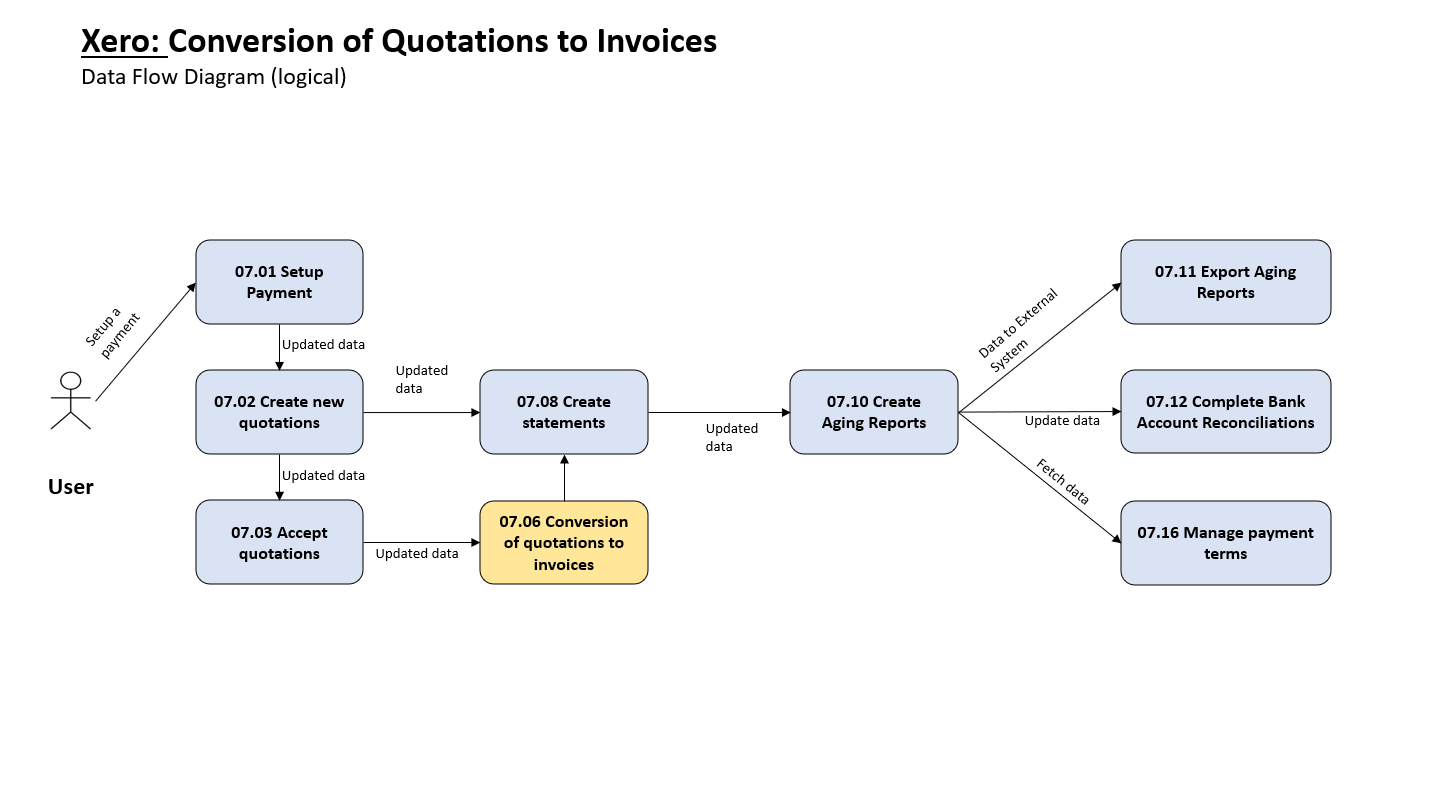 Xero: Conversion of Quotations to Invoices
Data Flow Diagram (logical)
Setup a
payment
User
07.01 Setup
Payment
Updated data
07.02 Create new
quotations
Updated data
07.03 Accept
quotations
Updated
data
Updated data
07.08 Create
statements
07.06 Conversion
of quotations to
invoices
Updated
data
07.10 Create
Aging Reports
Data to External
System
Update data
Fetch data
07.11 Export Aging
Reports
07.12 Complete Bank
Account Reconciliations
07.16 Manage payment
terms